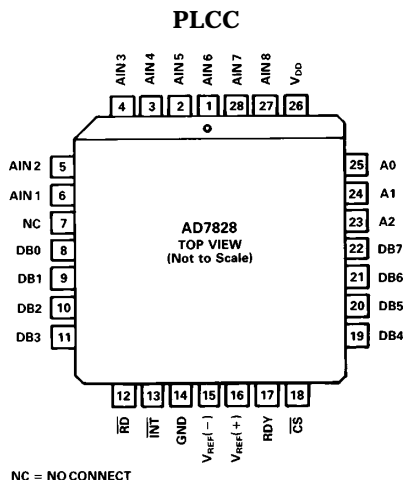 PLCC
AIN 3
AIN 4
AIN 5
AIN 6
AIN 7
AIN 8
VDD
4
3
2
1
28
27
26
AIN 2 5
AIN 1 6
NC 7
DB0 8
DB1 9
DB2 10
DB3 11
AD7828
TOP VIEW
(Not to Scale)
25 A0
24 A1
23 A2
22 DB7
21 DB6
20 DB5
19 DB4
12
13
14
15
16
17
18
RD
INT
GND
VREF(−)
VREF(+)
RDY
CS
NC = NO CONNECT